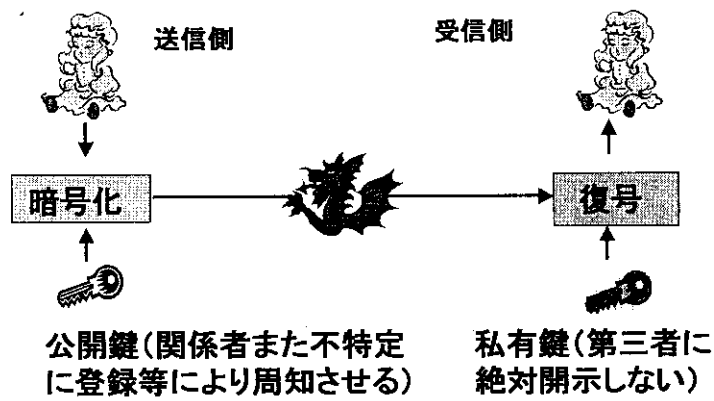 送信側
受信側
暗号化
復号
公開鍵(関係者また不特定
に登録等により周知させる)
私有鍵(第三者に
絶対開示しない)